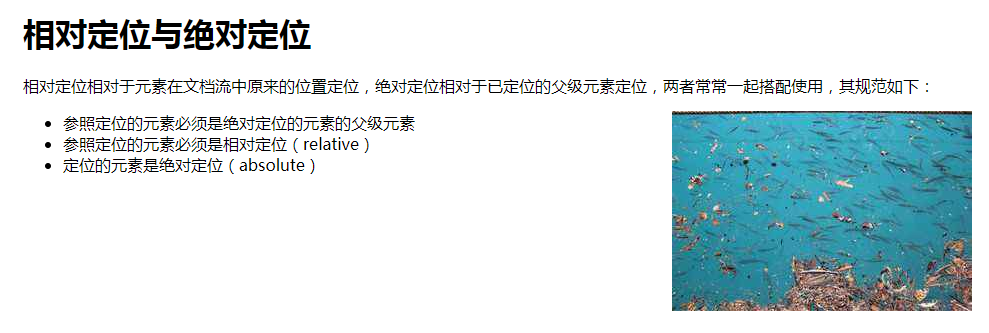 相对定位与绝对定位
相对定位相对于元素在文档流中原来的位置定位，绝对定位相对于已定位的父级元素定位，两者常常一起搭配使用，其规范如下：
• 参照定位的元素必须是绝对定位的元素的父级元素
• 参照定位的元素必须是相对定位（relative）
• 定位的元素是绝对定位（absolute）